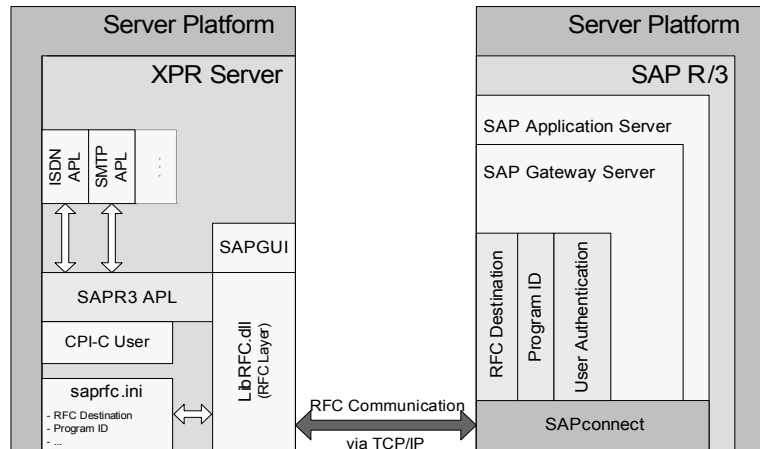 Server Platform
XPR Server
ISDN
APL
SMTP
APL
. . .
SAPGUI
SAPR3 APL
CPI-C User
LibRFC.dll
(RFC Layer)
saprfc.ini
- RFC Destination
- Program ID
- ...
RFC Communication
via TCP/IP
Server Platform
SAP R/3
SAP Application Server
SAP Gateway Server
RFC Destination
Program ID
User Authentication
SAPconnect